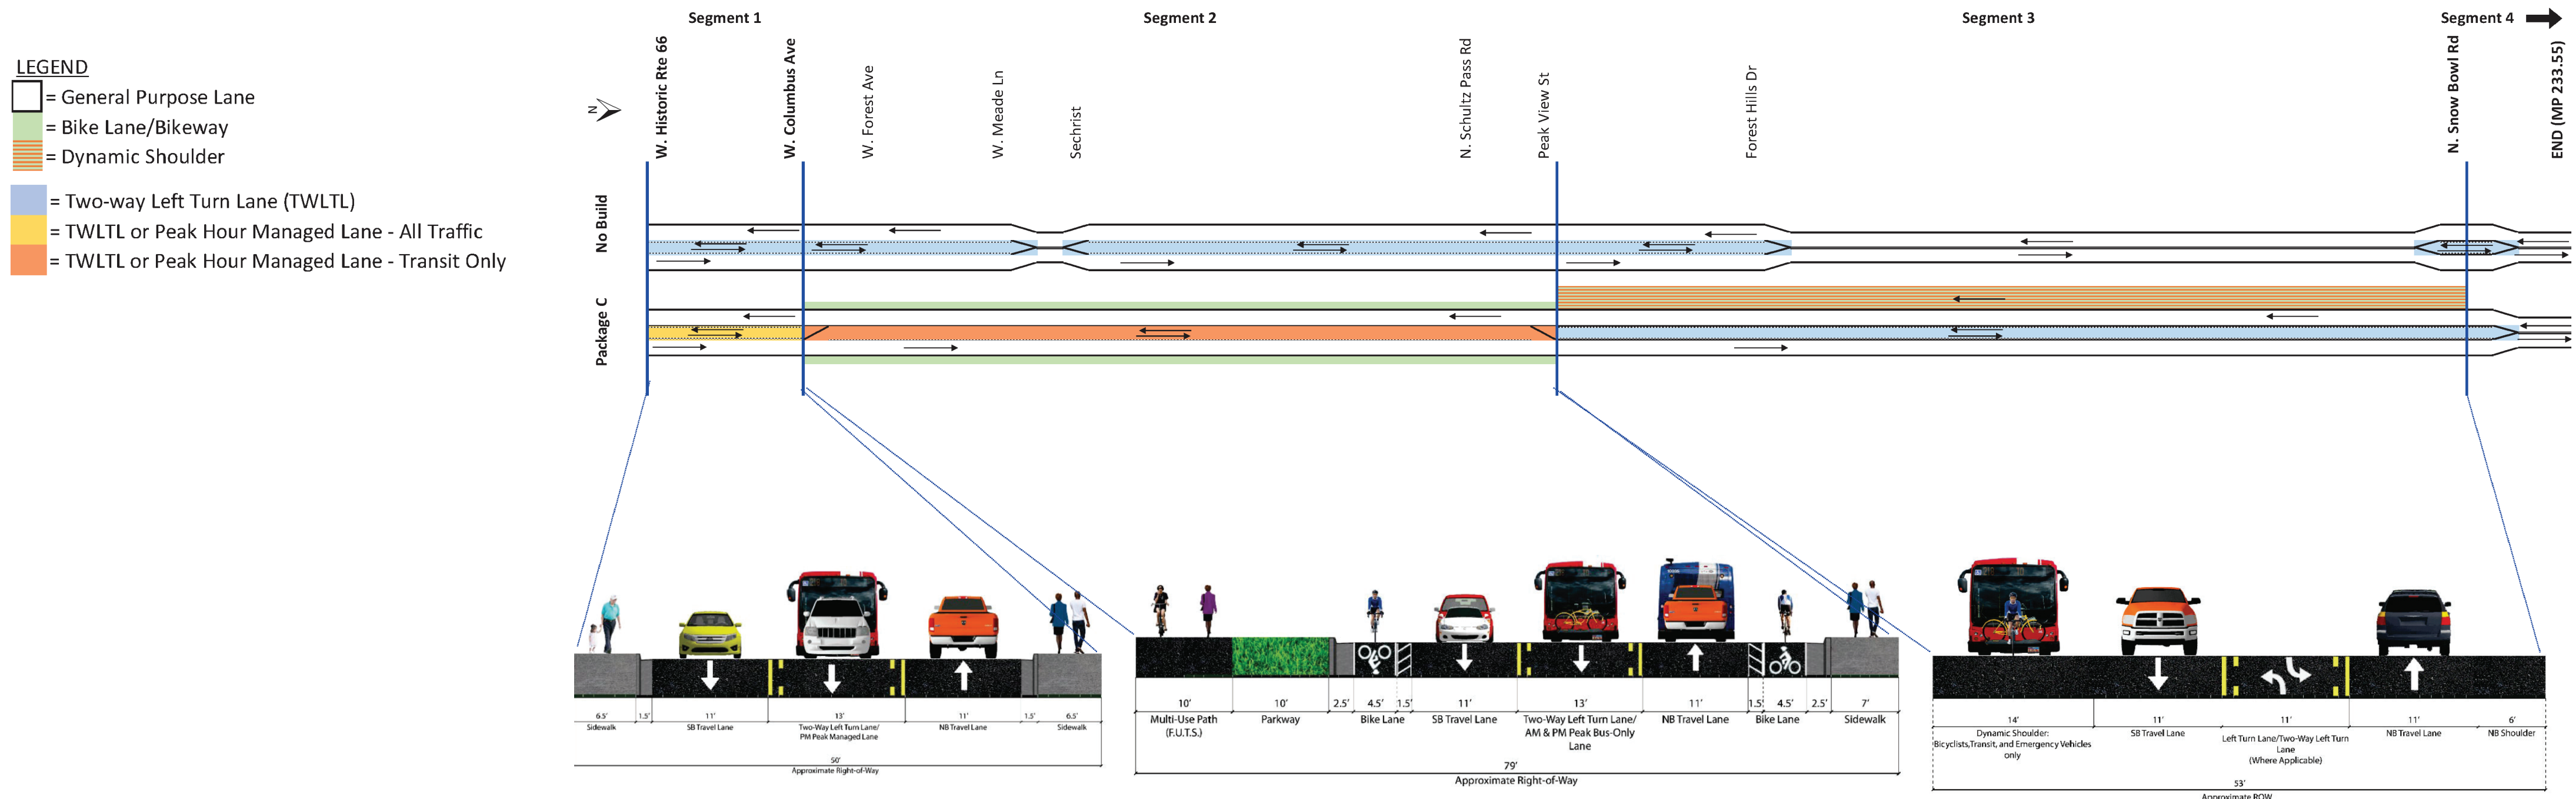 Segment 1
Segment 2
Segment 3
Segment 4
LEGEND
= General Purpose Lane
= Bike Lane/Bikeway
= Dynamic Shoulder
= Two-way Left Turn Lane (TWLTL)
= TWLTL or Peak Hour Managed Lane - All Traffic
= TWLTL or Peak Hour Managed Lane - Transit Only
N
W. Historic Rte 66
W. Columbus Ave
W. Forest Ave
W. Meade Ln
Sechrist
N. Schultz Pass Rd
Peak View St
Forest Hills Dr
N. Snow Bowl Rd
END (MP 233.55)
No Build
Package C
6.5'
1.5'
11'
13'
11'
1.5'
6.5'
Sidewalk
SB Travel Lane
Two-Way Left Turn Lane/
PM Peak Managed Lane
NB Travel Lane
Sidewalk
50'
Approximate Right-of-Way
10'
10'
2.5'
4.5'
1.5'
11'
13'
11'
1.5'
4.5'
2.5'
7'
Multi-Use Path
(F.U.T.S.)
Parkway
Bike Lane
SB Travel Lane
Two-Way Left Turn Lane/
AM & PM Peak Bus-Only
Lane
NB Travel Lane
Bike Lane
Sidewalk
79'
Approximate Right-of-Way
14'
11'
11'
11'
6'
Dynamic Shoulder:
Bicyclists,Transit, and Emergency Vehicles
only
SB Travel Lane
Left Turn Lane/Two-Way Left Turn
Lane
(Where Applicable)
NB Travel Lane
NB Shoulder
53'
Approximate ROW